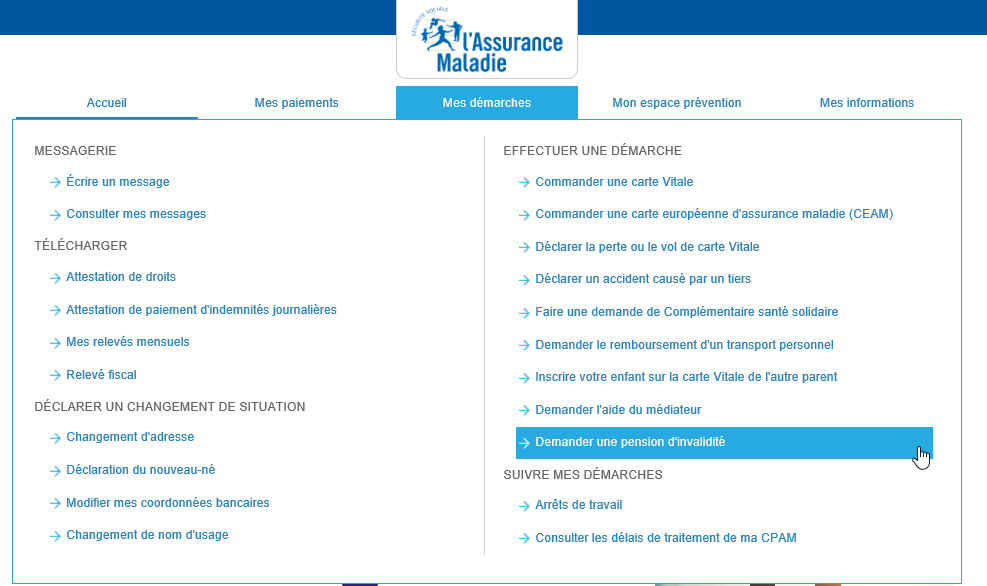 SÉCURITÉ SOCIALE
l'Assurance
Maladie
Accueil
Mes paiements
Mes démarches
Mon espace prévention
Mes informations
MESSAGERIE
Écrire un message
Consulter mes messages
TÉLÉCHARGER
Attestation de droits
Attestation de paiement d'indemnités journalières
Mes relevés mensuels
Relevé fiscal
DÉCLARER UN CHANGEMENT DE SITUATION
Changement d'adresse
Déclaration du nouveau-né
Modifier mes coordonnées bancaires
Changement de nom d'usage
EFFECTUER UNE DÉMARCHE
Commander une carte Vitale
Commander une carte européenne d'assurance maladie (CEAM)
Déclarer la perte ou le vol de carte Vitale
Déclarer un accident causé par un tiers
Faire une demande de Complémentaire santé solidaire
Demander le remboursement d'un transport personnel
Inscrire votre enfant sur la carte Vitale de l'autre parent
Demander l'aide du médiateur
Demander une pension d'invalidité
SUIVRE MES DÉMARCHES
Arrêts de travail
Consulter les délais de traitement de ma CPAM